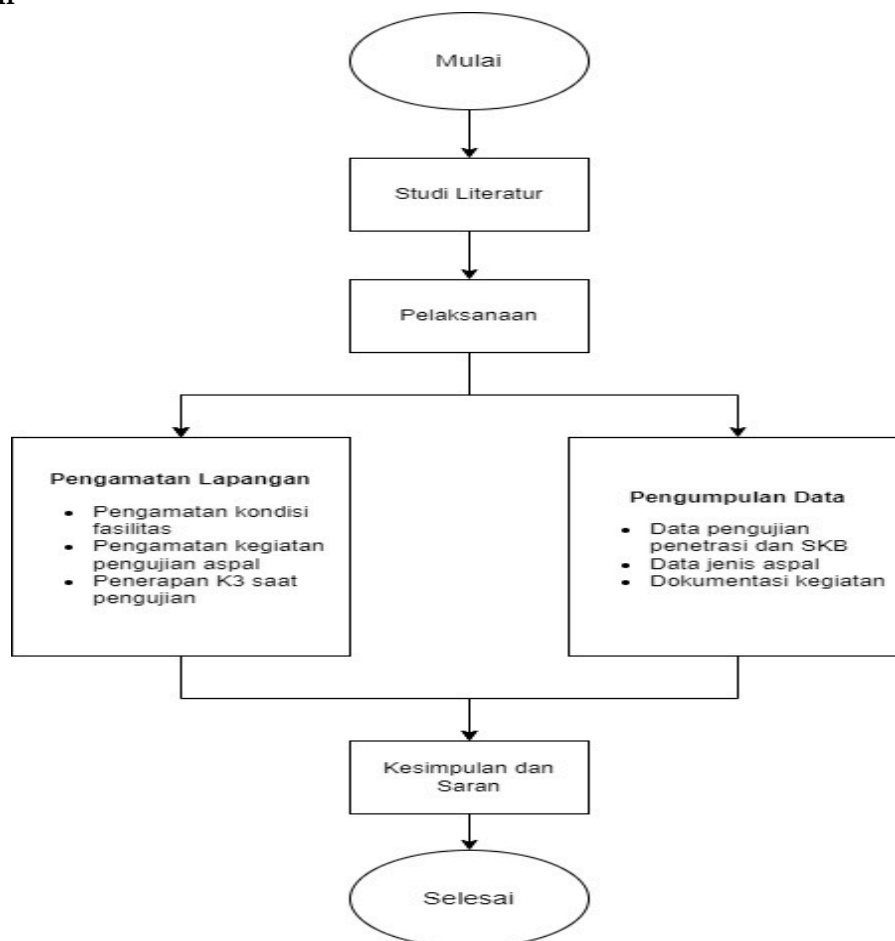 Mulai
Studi Literatur
Pelaksanaan
Pengamatan Lapangan
• Pengamatan kondisi
fasilitas
• Pengamatan kegiatan
pengujian aspal
• Penerapan K3 saat
pengujian
Pengumpulan Data
• Data pengujian
penetrasi dan SKB
• Data jenis aspal
• Dokumentasi kegiatan
Kesimpulan dan
Saran
Selesai